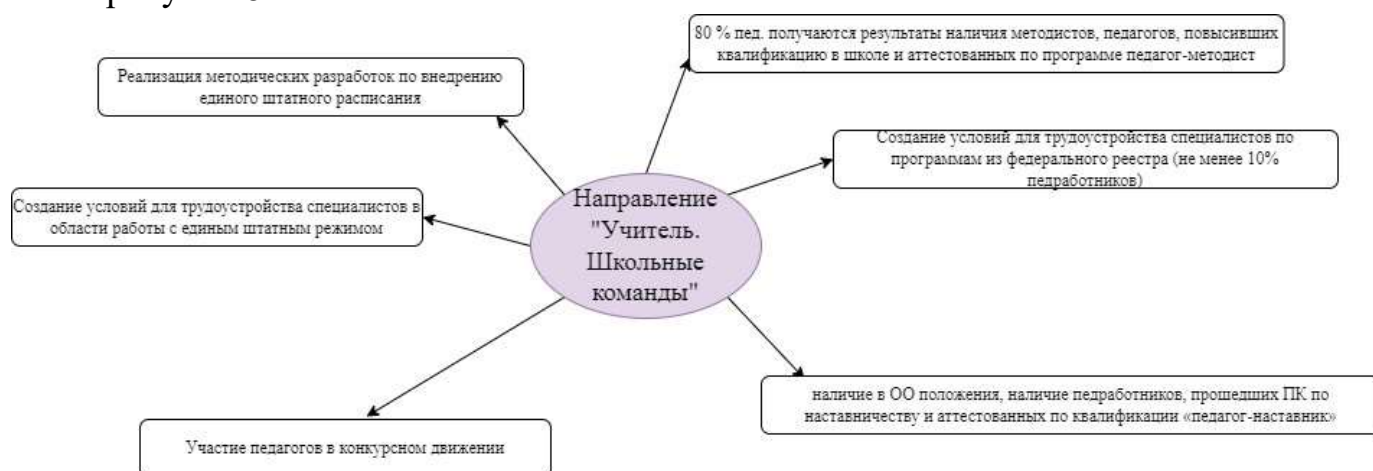 80 % пед. получаются результаты наличия методистов, педагогов, повысивших
квалификацию в школе и аттестованных по программе педагог-методист
Реализация методических разработок по внедрению
единого штатного расписания
Создание условий для трудоустройства специалистов по
программам из федерального реестра (не менее 10%
педработников)
Направление
"Учитель.
Школьные
команды"
Создание условий для трудоустройства специалистов в
области работы с единым штатным режимом
наличие в ОО положения, наличие педработников, прошедших ПК по
наставничеству и аттестованных по квалификации «педагог-наставник»
Участие педагогов в конкурсном движении